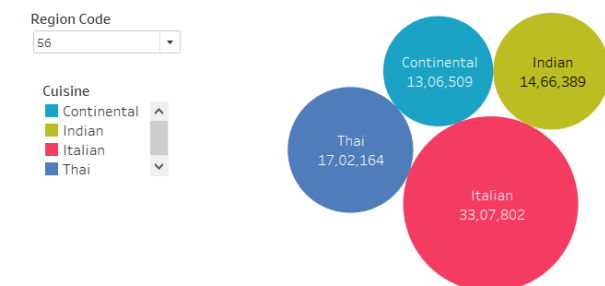 Region Code
56
Cuisine
Continental
Indian
Italian
Thai
Continental
13,06,509
Indian
14,66,389
Thai
17,02,164
Italian
33,07,802